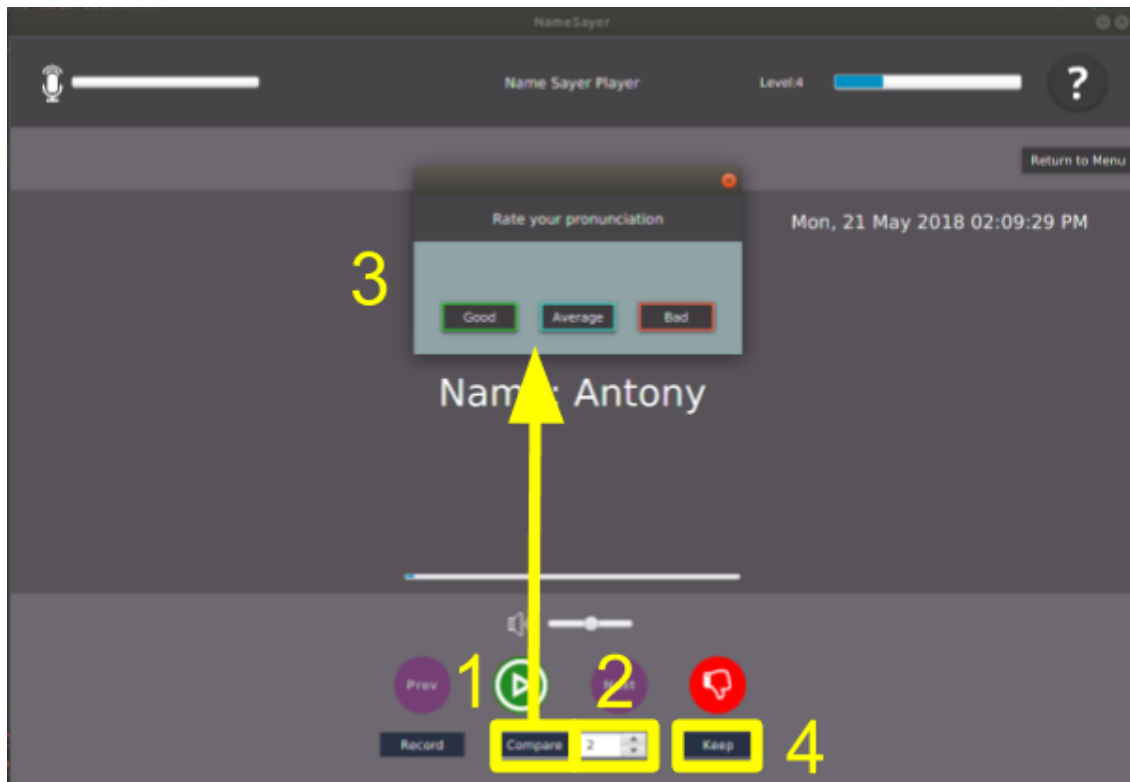 NameSayer
Name Sayer Player
Level:4
?
Return to Menu
Rate your pronunciation
Mon, 21 May 2018 02:09:29 PM
3
Good Average Bad
Name: Antony
Prev 1 2
Record Compare 2 Keep 4